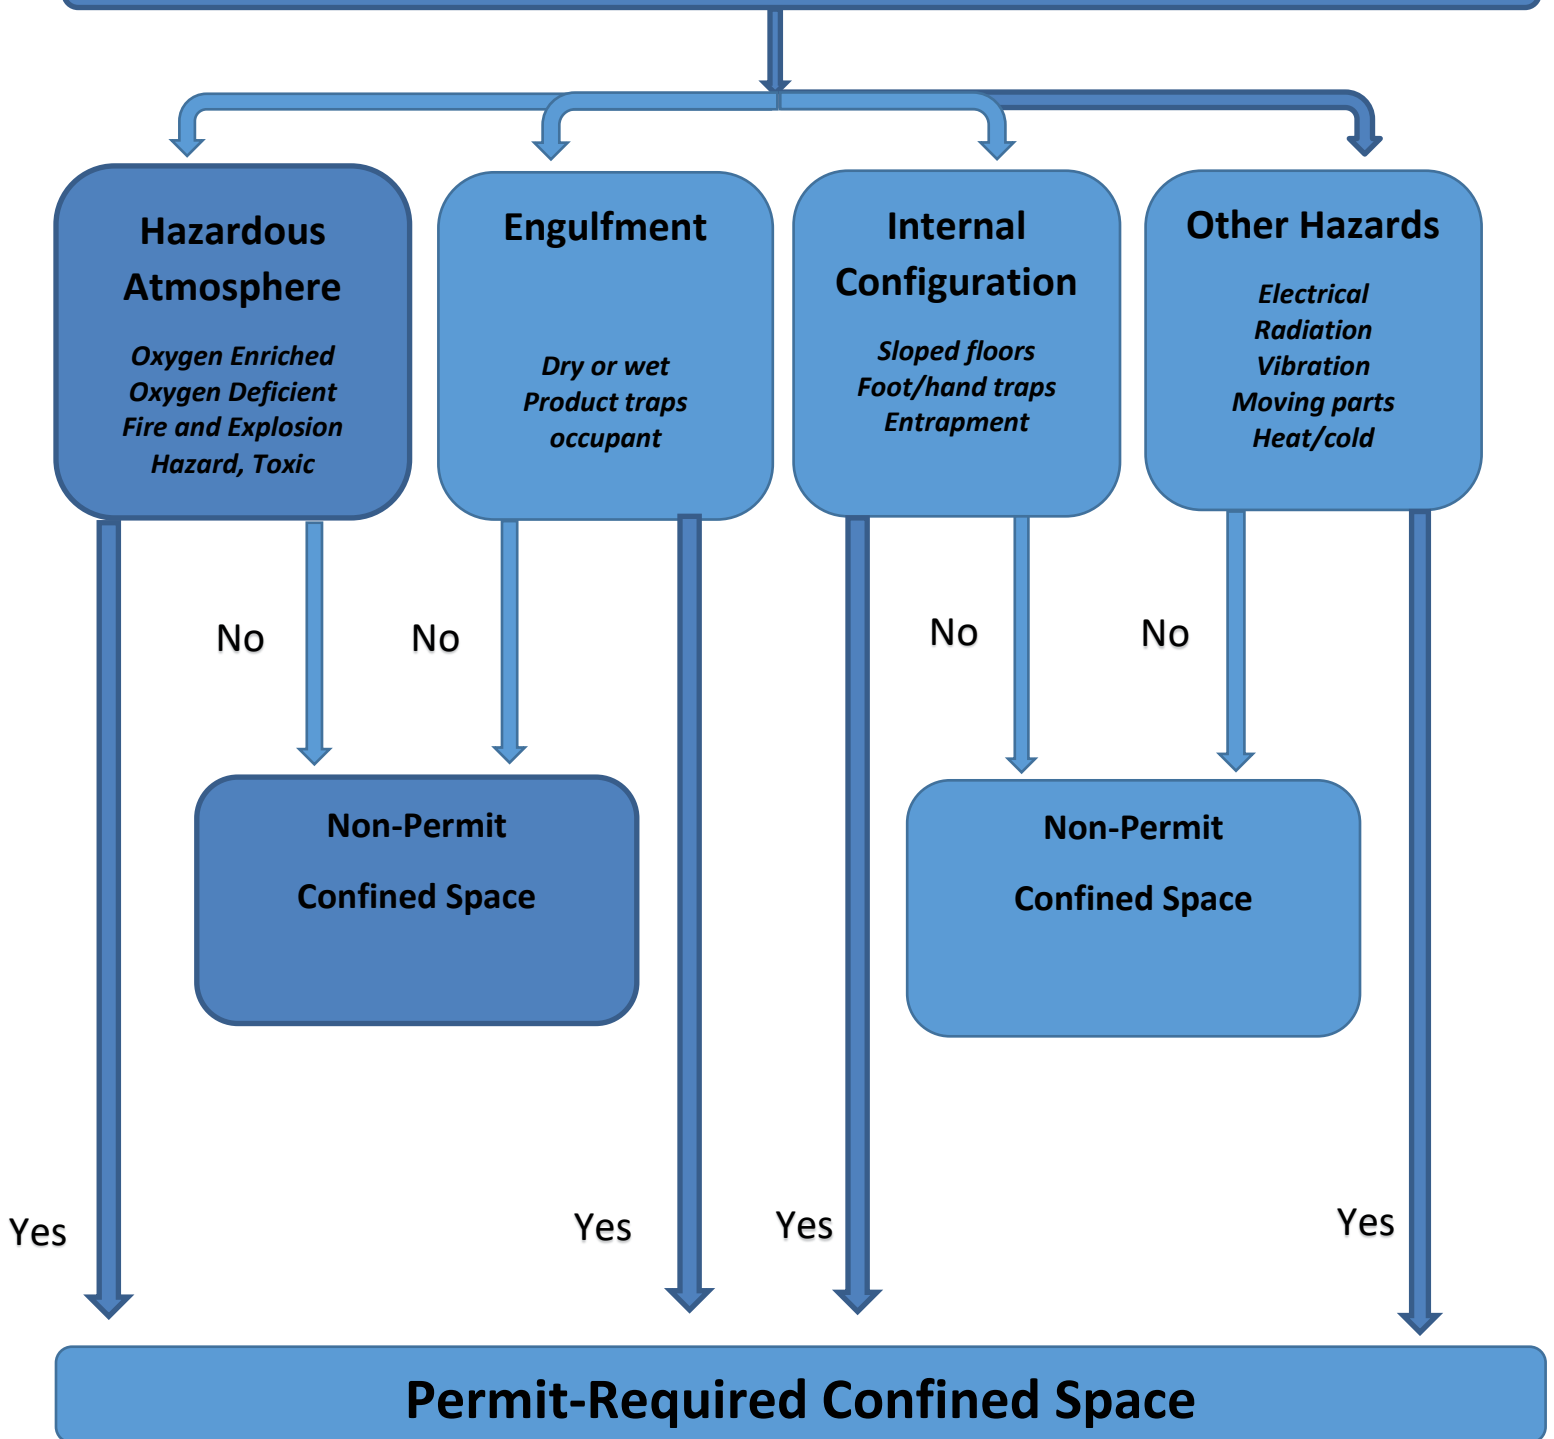 Hazardous
Atmosphere
Oxygen Enriched
Oxygen Deficient
Fire and Explosion
Hazard, Toxic
Engulfment
Dry or wet
Product traps
occupant
Internal
Configuration
Sloped floors
Foot/hand traps
Entrapment
Other Hazards
Electrical
Radiation
Vibration
Moving parts
Heat/cold
No
No
No
No
Non-Permit
Confined Space
Non-Permit
Confined Space
Yes
Yes
Yes
Yes
Permit-Required Confined Space